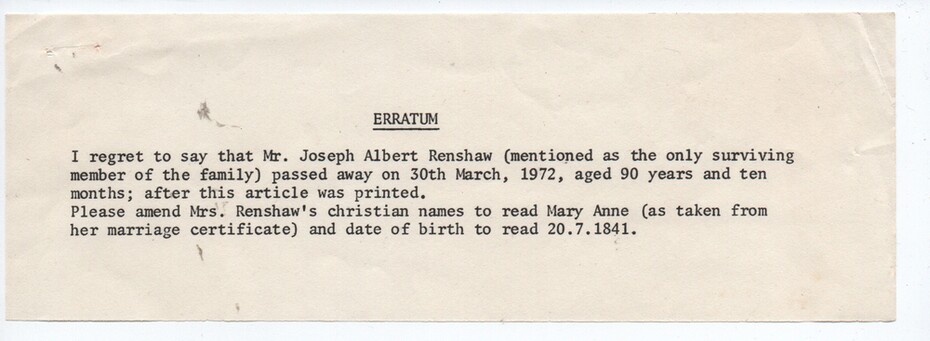 ERRATUM
I regret to say that Mr. Joseph Albert Renshaw (mentioned as the only surviving
member of the family) passed away on 30th March, 1972, aged 90 years and ten
months; after this article was printed.
Please amend Mrs. Renshaw's christian names to read Mary Anne (as taken from
her marriage certificate) and date of birth to read 20.7.1841.